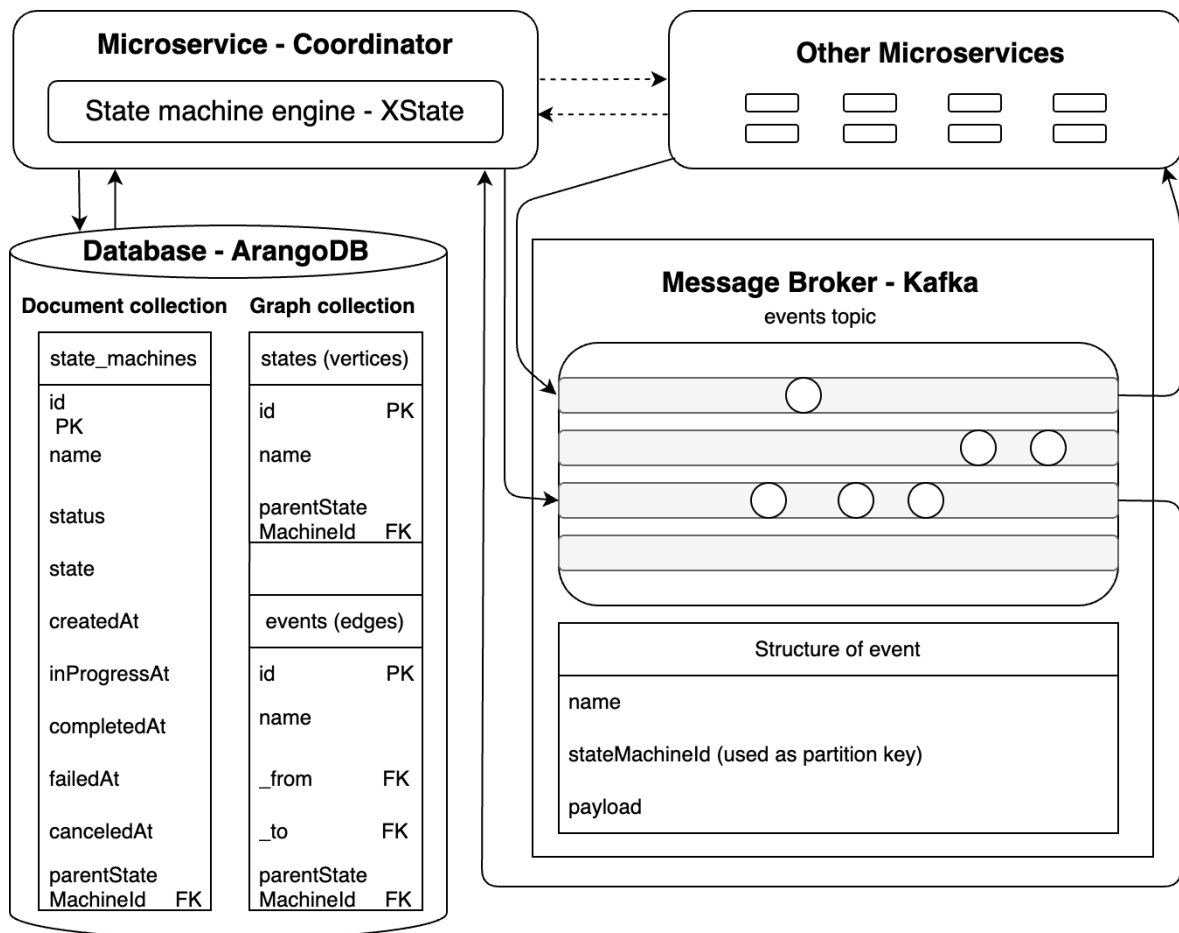 Microservice - Coordinator
State machine engine - XState
Other Microservices
Database - ArangoDB
Document collection
state_machines
id
PK
name
status
state
createdAt
inProgressAt
completedAt
failedAt
canceledAt
parentState
MachineId FK
Graph collection
states (vertices)
id PK
name
parentState
MachineId FK
events (edges)
id PK
name
_from FK
_to FK
parentState
MachineId FK
Message Broker - Kafka
events topic
Structure of event
name
stateMachineId (used as partition key)
payload